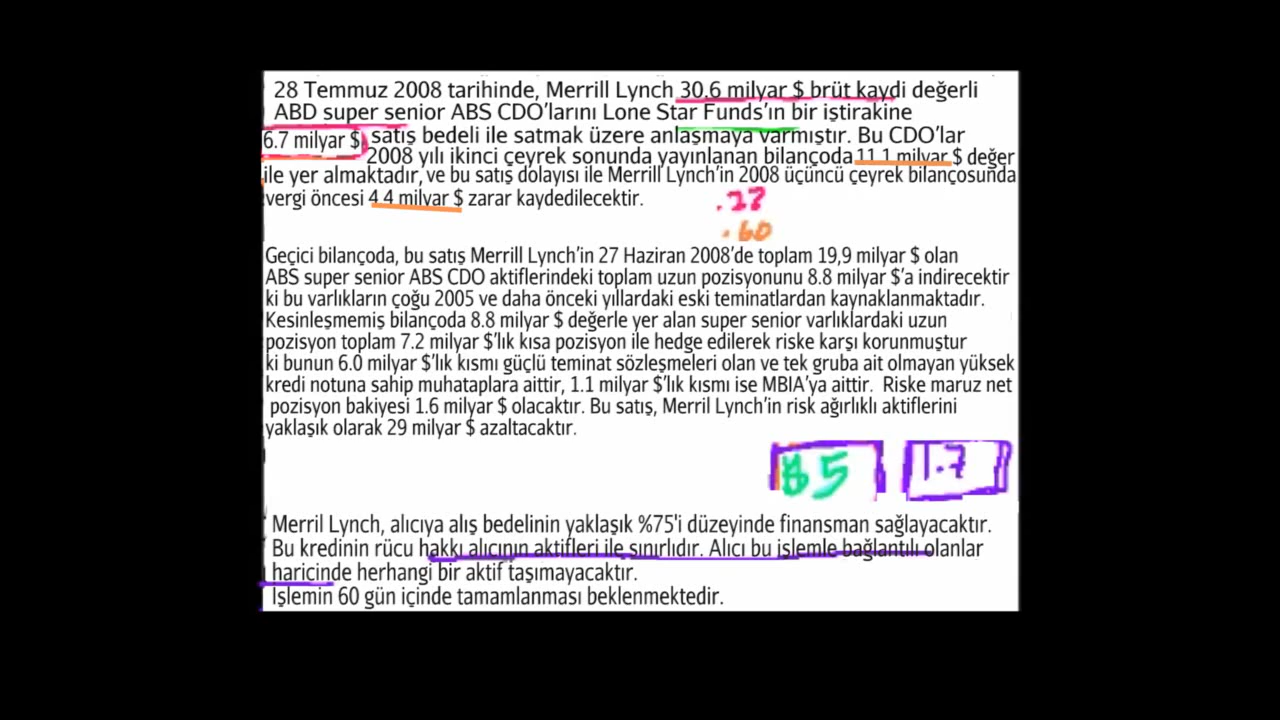 28 Temmuz 2008 tarihinde, Merrill Lynch 30.6 milyar $ brüt kaydi değerli
ABD super senior ABS CDO'larını Lone Star Funds'ın bir iştirakine
6.7 milyar $ satış bedeli ile satmak üzere anlaşmaya varmıştır. Bu CDO'lar
2008 yılı ikinci çeyrek sonunda yayınlanan bilançoda 11.1 milyar $ değer
ile yer almaktadır, ve bu satış dolayısı ile Merrill Lynch'in 2008 üçüncü çeyrek bilançosunda
vergi öncesi 4.4 milyar $ zarar kaydedilecektir.
.22
.60
Geçici bilançoda, bu satış Merrill Lynch'in 27 Haziran 2008'de toplam 19,9 milyar $ olan
ABS super senior ABS CDO aktiflerindeki toplam uzun pozisyonunu 8.8 milyar $'a indirecektir
ki bu varlıkların çoğu 2005 ve daha önceki yıllardaki eski teminatlardan kaynaklanmaktadır.
Kesinleşmemiş bilançoda 8.8 milyar $ değerle yer alan super senior varlıklardaki uzun
pozisyon toplam 7.2 milyar $'lık kısa pozisyon ile hedge edilerek riske karşı korunmuştur
ki bunun 6.0 milyar $'lık kısmı güçlü teminat sözleşmeleri olan ve tek gruba ait olmayan yüksek
kredi notuna sahip muhataplara aittir, 1.1 milyar $'lık kısmı ise MBIA'ya aittir. Riske maruz net
pozisyon bakiyesi 1.6 milyar $ olacaktır. Bu satış, Merril Lynch'in risk ağırlıklı aktiflerini
yaklaşık olarak 29 milyar $ azaltacaktır.
$5 1.7
Merril Lynch, alıcıya alış bedelinin yaklaşık %75'i düzeyinde finansman sağlayacaktır.
Bu kredinin rücu hakkı alıcının aktifleri ile sınırlıdır. Alıcı bu işlemle bağlantılı olanlar
haricinde herhangi bir aktif taşımayacaktır.
İşlemin 60 gün içinde tamamlanması beklenmektedir.